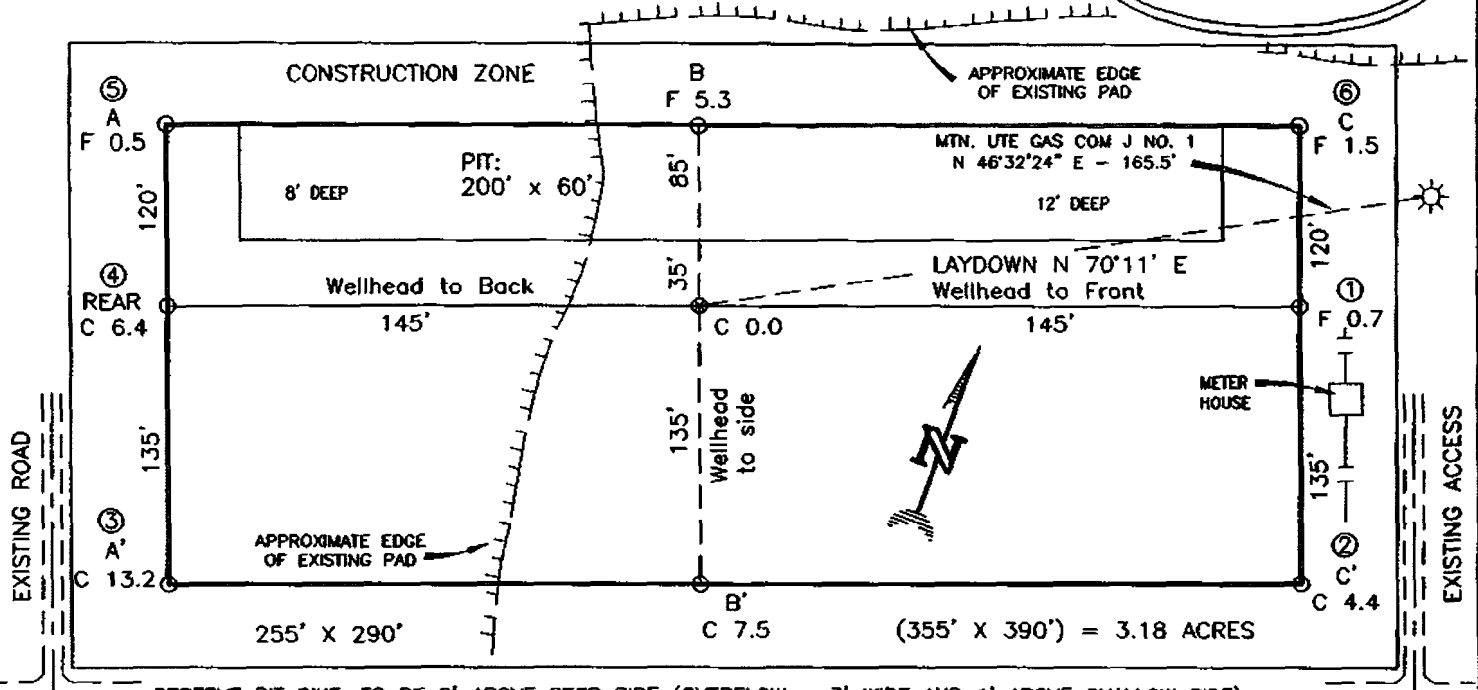 CONSTRUCTION ZONE
B
F 5.3
APPROXIMATE EDGE
OF EXISTING PAD
⑤
A
F 0.5
⑥
C
F 1.5
PIT:
200' x 60'
8' DEEP
85'
MTN. UTE GAS COM J NO. 1
N 46°32'24" E - 165.5'
12' DEEP
120'
120'
35'
④
REAR
C 6.4
Wellhead to Back
145'
C 0.0
LAYDOWN N 70°11' E
Wellhead to Front
145'
①
F 0.7
METER
HOUSE
135'
135'
Wellhead
to side
N
135'
EXISTING ROAD
EXISTING ACCESS
③
A'
C 13.2
APPROXIMATE EDGE
OF EXISTING PAD
②
C'
C 4.4
B'
C 7.5
255' X 290'
(355' X 390') = 3.18 ACRES